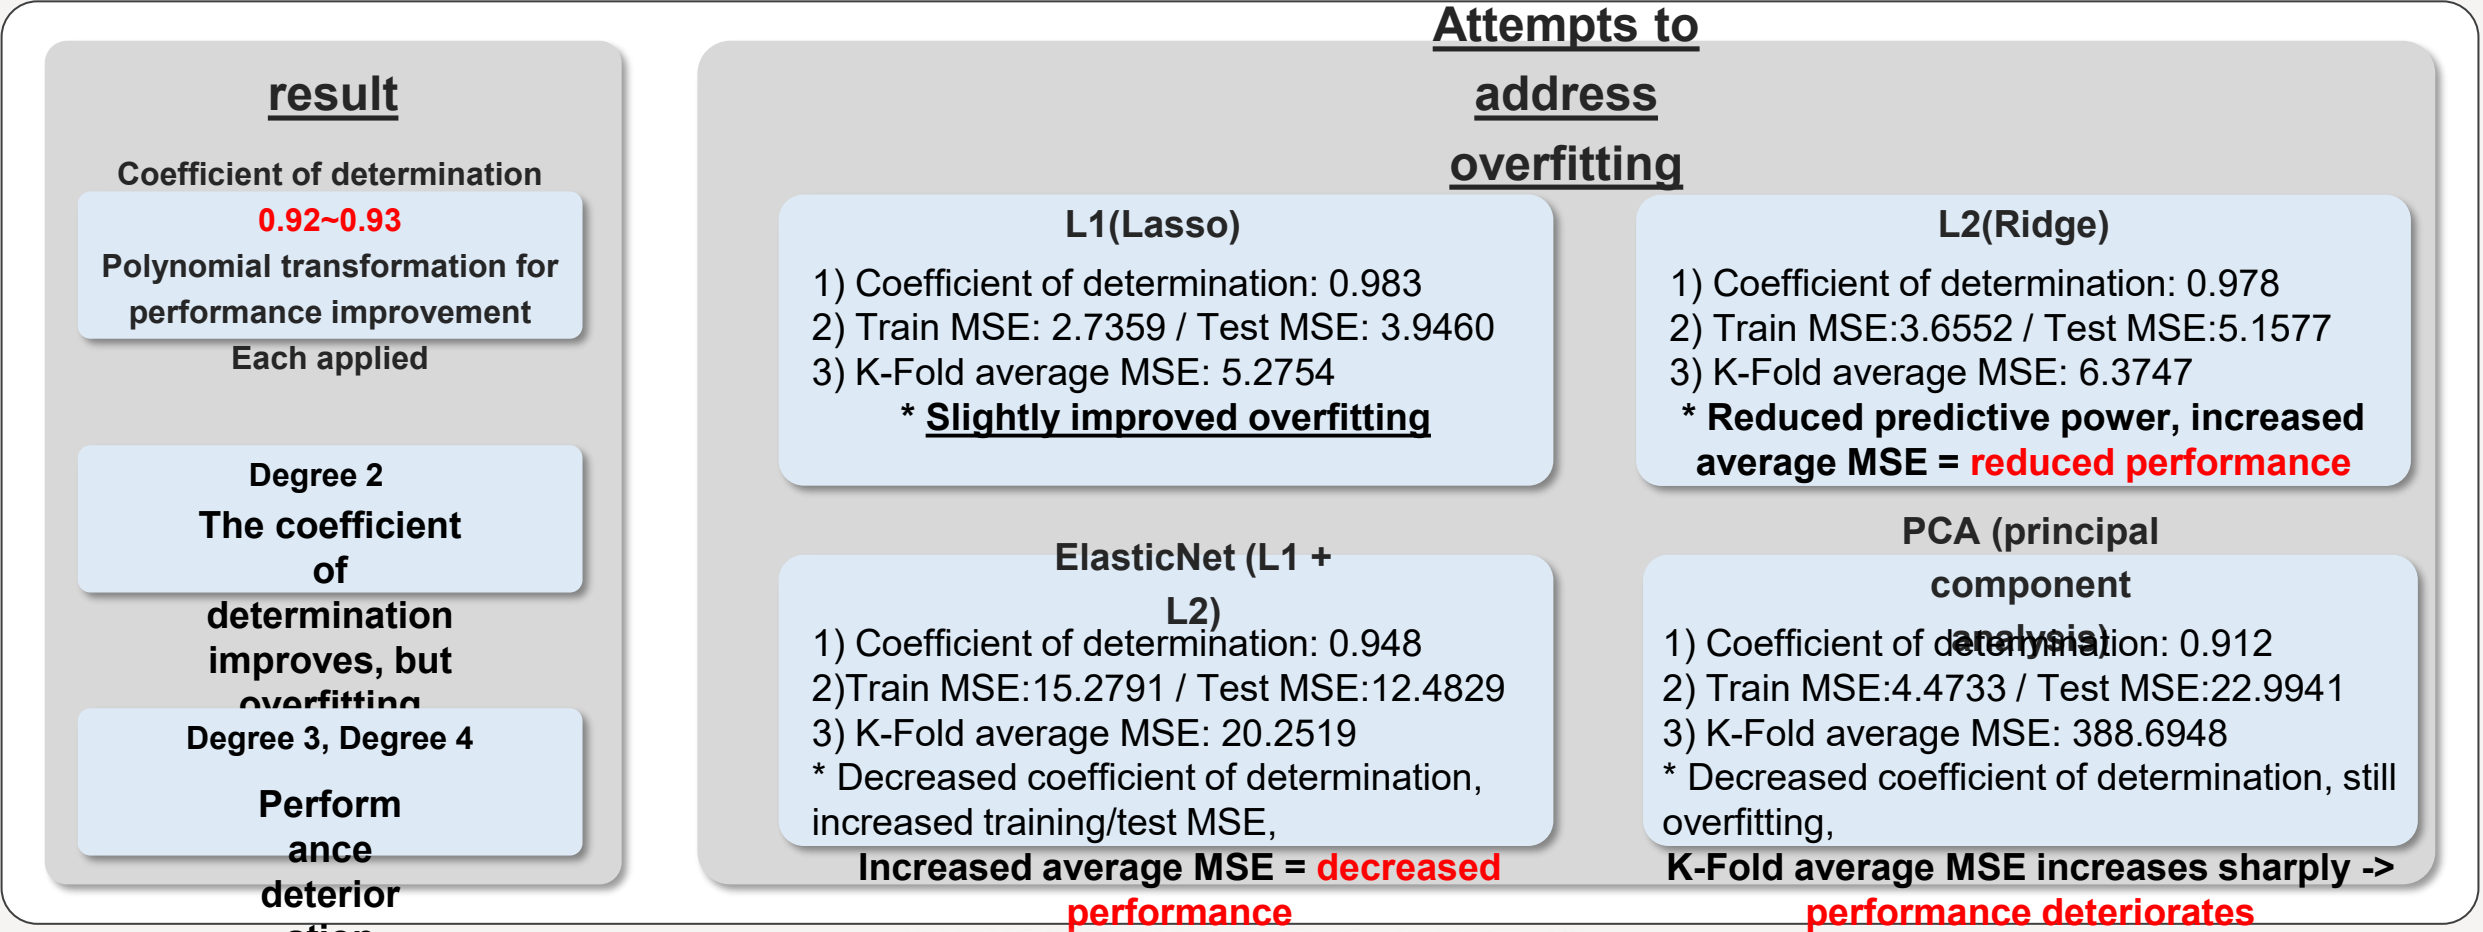 result
Coefficient of determination
0.92~0.93
Polynomial transformation for
performance improvement
Each applied
Degree 2
The coefficient
of
determination
improves, but
overfitting
Degree 3, Degree 4
Perform
ance
deterior
ation
Attempts to
address
overfitting
L1(Lasso)
1) Coefficient of determination: 0.983
2) Train MSE: 2.7359 / Test MSE: 3.9460
3) K-Fold average MSE: 5.2754
* Slightly improved overfitting
L2(Ridge)
1) Coefficient of determination: 0.978
2) Train MSE:3.6552 / Test MSE:5.1577
3) K-Fold average MSE: 6.3747
* Reduced predictive power, increased
average MSE = reduced performance
ElasticNet (L1 +
L2)
1) Coefficient of determination: 0.948
2)Train MSE:15.2791 / Test MSE:12.4829
3) K-Fold average MSE: 20.2519
* Decreased coefficient of determination,
increased training/test MSE,
Increased average MSE = decreased
performance
PCA (principal
component
analysis)
1) Coefficient of determination: 0.912
2) Train MSE:4.4733 / Test MSE:22.9941
3) K-Fold average MSE: 388.6948
* Decreased coefficient of determination, still
overfitting,
K-Fold average MSE increases sharply ->
performance deteriorates